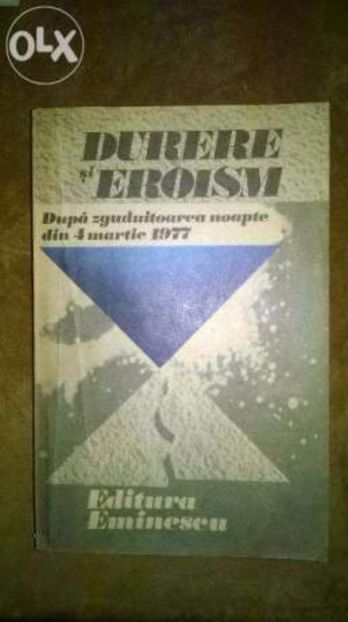 OLX
DURERE
și EROISM
După zguduitoarea noapte
din 4 martie 1977
Editura
Eminescu